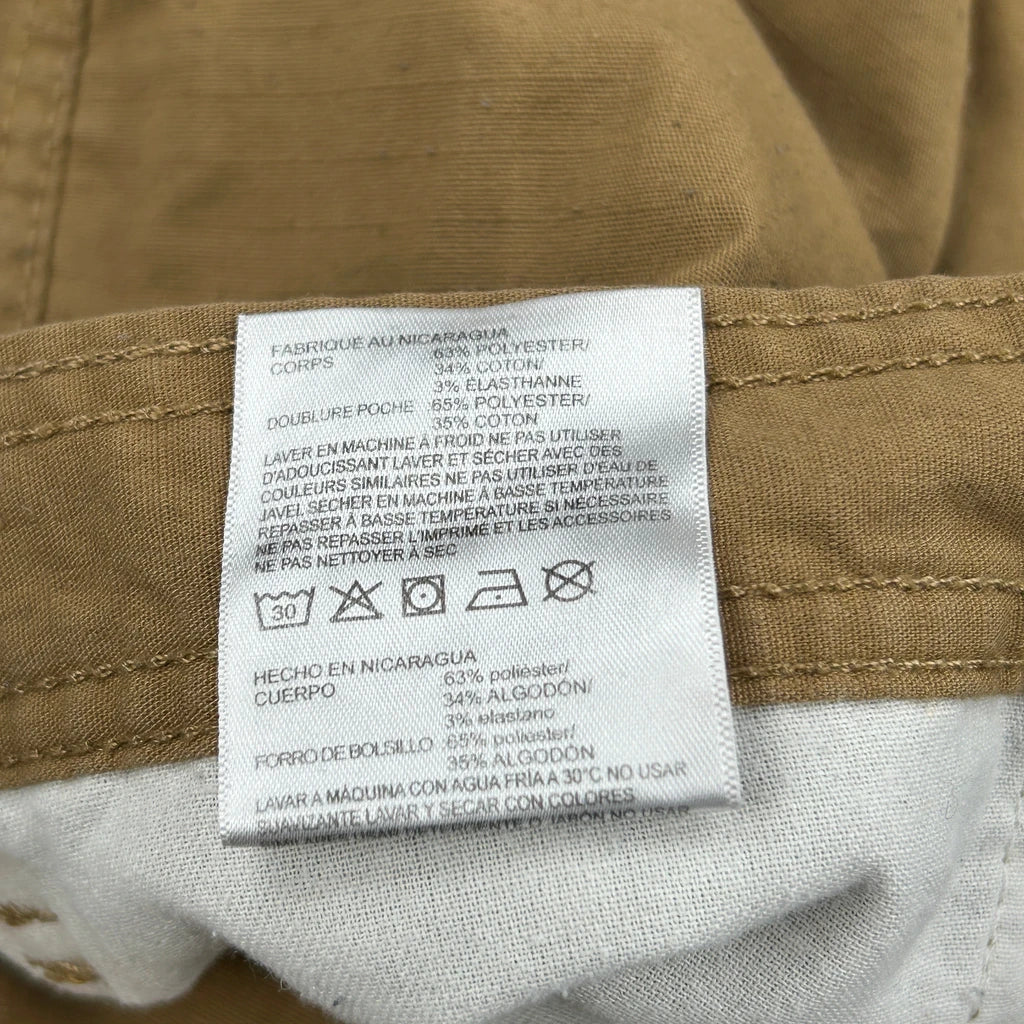 FABRIQUÉ AU NICARAGUA
CORPS 63% POLYESTER/
34% COTON/
3% ÉLASTHANNE
DOUBLURE POCHE 65% POLYESTER/
35% COTON
LAVER EN MACHINE À FROID NE PAS UTILISER
D'ADOUCISSANT LAVER ET SÉCHER AVEC DES
COULEURS SIMILAIRES NE PAS UTILISER D'EAU DE
JAVEL SÉCHER EN MACHINE À BASSE TEMPÉRATURE
REPASSER À BASSE TEMPÉRATURE SI NÉCESSAIRE
NE PAS REPASSER L'IMPRIMÉ ET LES ACCESSOIRES
NE PAS NETTOYER À SEC
30
HECHO EN NICARAGUA
CUERPO 63% poliéster/
34% ALGODÓN/
3% elastano
FORRO DE BOLSILLO 65% poliéster/
35% ALGODÓN
LAVAR A MÁQUINA CON AGUA FRÍA A 30°C NO USAR
LAVAR Y SECAR CON COLORES
NO USAR